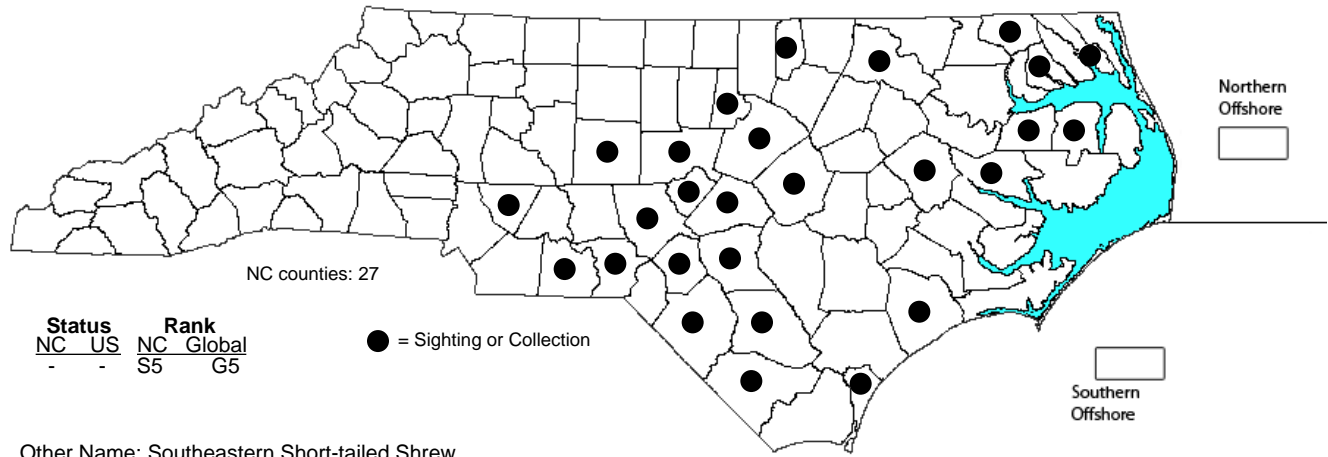 Northern
Offshore
NC counties: 27
Status Rank
NC US NC Global
- - S5 G5
= Sighting or Collection
Southern
Offshore
Other Name: Southeastern Short-tailed Shrew